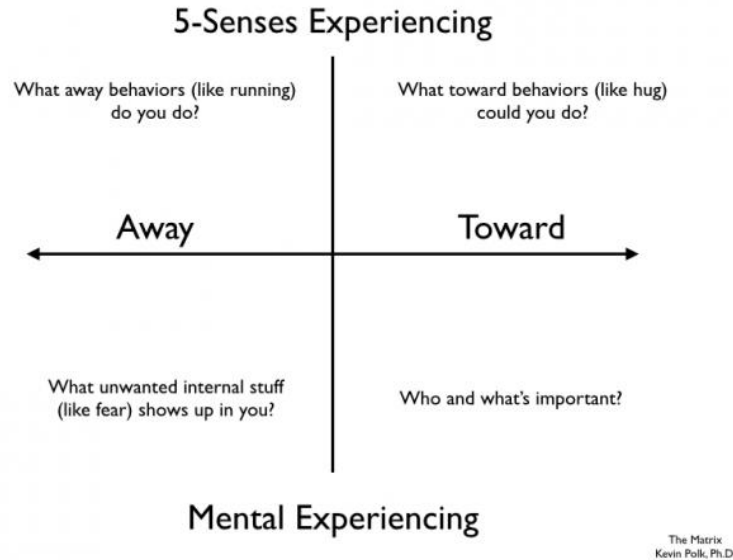 5-Senses Experiencing
What away behaviors (like running)
do you do?
What toward behaviors (like hug)
could you do?
Away
Toward
What unwanted internal stuff
(like fear) shows up in you?
Who and what's important?
Mental Experiencing
The Matrix
Kevin Polk, Ph.D